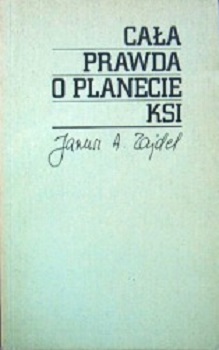 CAŁA
PRAWDA
O PLANECIE
KSI
Janusz A. Zajdel